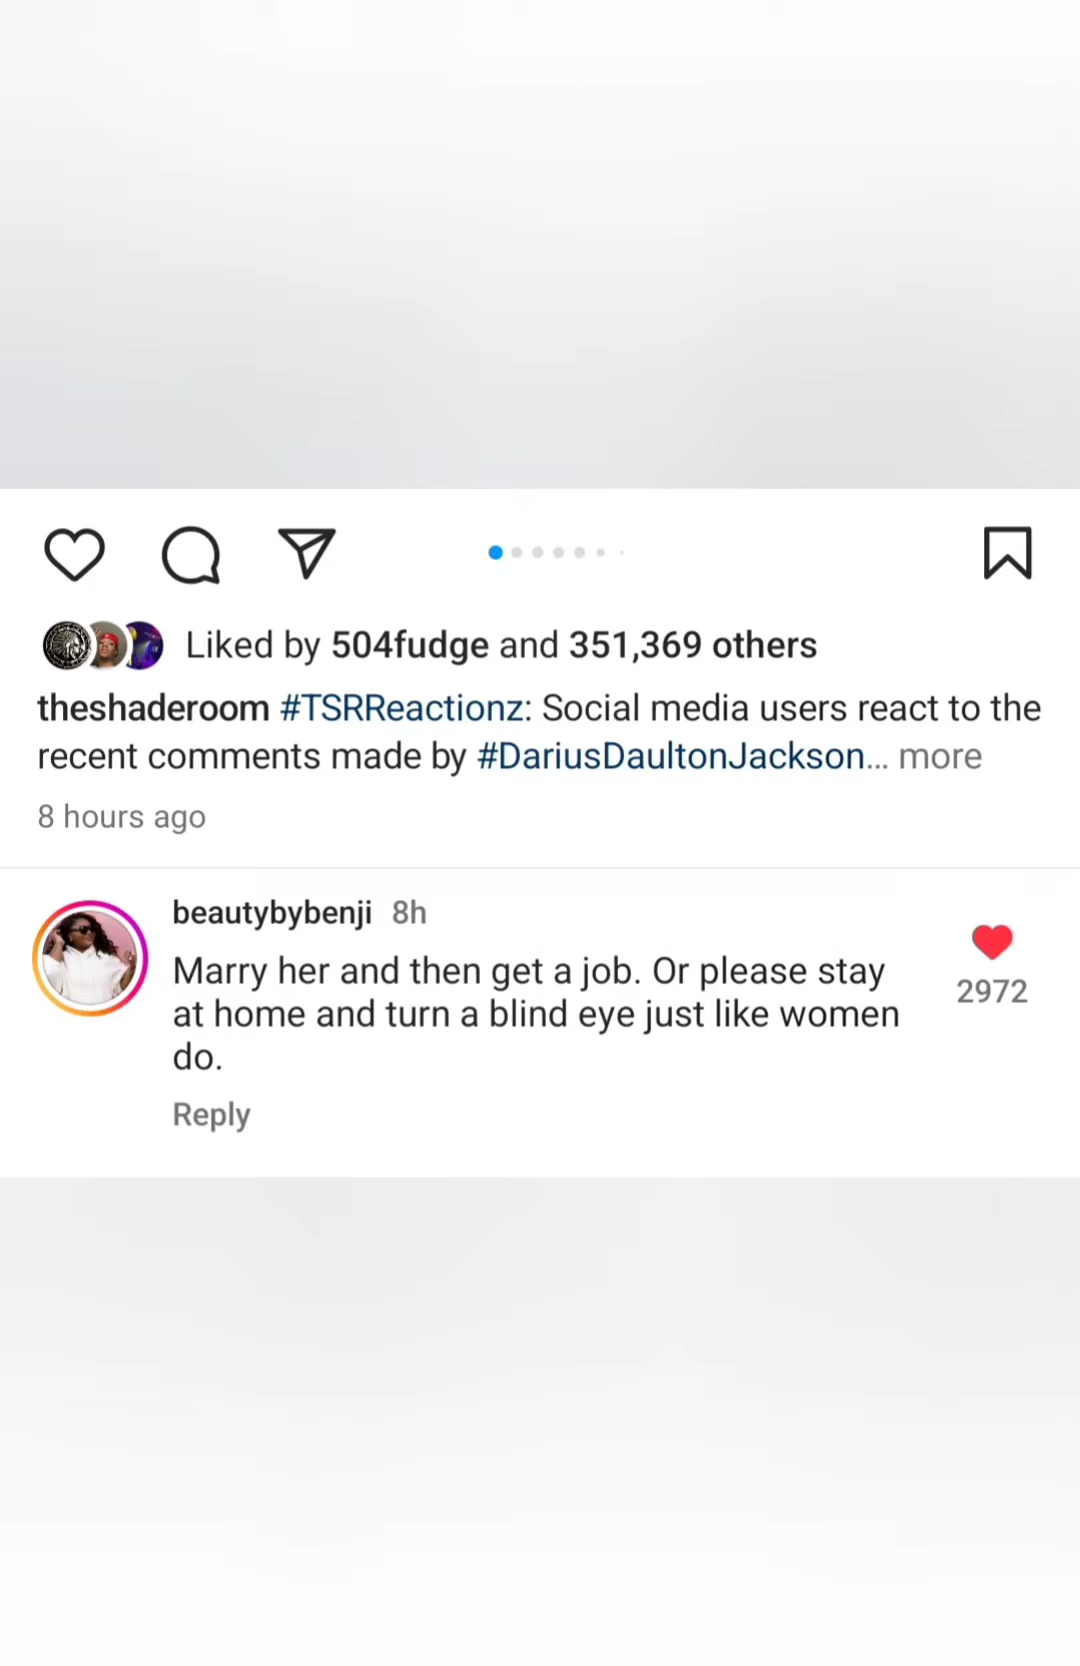 Liked by 504fudge and 351,369 others
theshaderoom #TSRReactionz: Social media users react to the
recent comments made by #DariusDaultonJackson... more
8 hours ago
beautybybenji 8h
Marry her and then get a job. Or please stay
at home and turn a blind eye just like women
do.
2972
Reply